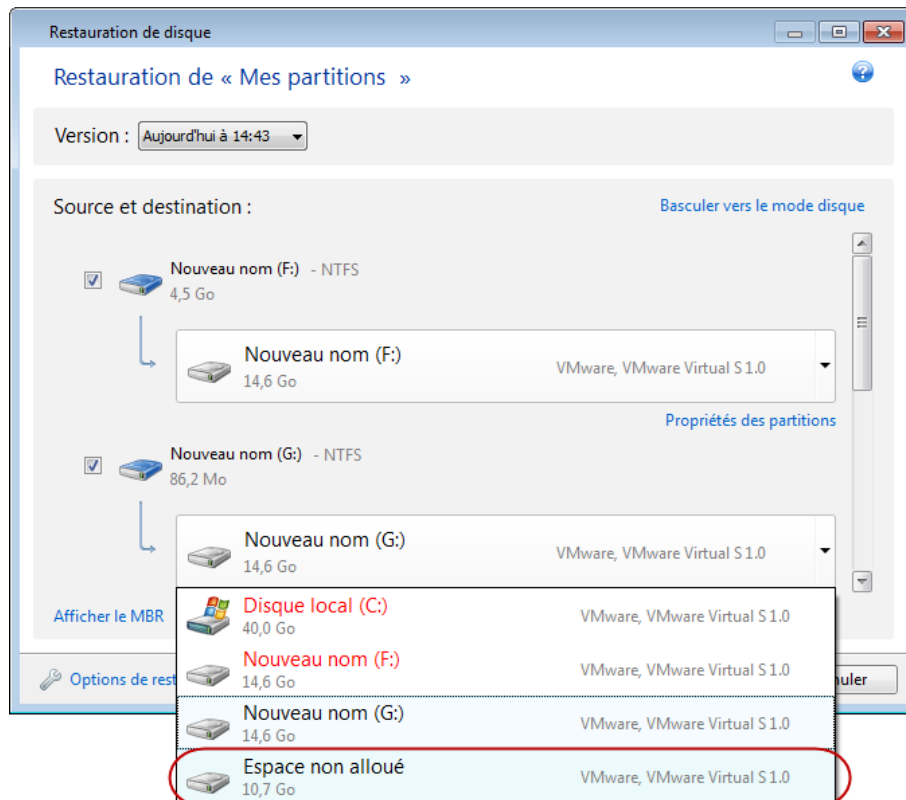 Restauration de disque
Restauration de « Mes partitions »
Version : Aujourd'hui à 14:43
Source et destination :
Basculer vers le mode disque
Nouveau nom (F:) - NTFS
4,5 Go
Nouveau nom (F:)
VMware, VMware Virtual S 1.0
14,6 Go
Propriétés des partitions
Nouveau nom (G:) - NTFS
86,2 Mo
Nouveau nom (G:)
VMware, VMware Virtual S 1.0
14,6 Go
Afficher le MBR
Disque local (C:)
VMware, VMware Virtual S 1.0
40,0 Go
Options de rest
Nouveau nom (F:)
VMware, VMware Virtual S 1.0
14,6 Go
uler
Nouveau nom (G:)
VMware, VMware Virtual S 1.0
14,6 Go
Espace non alloué
VMware, VMware Virtual S 1.0
10,7 Go